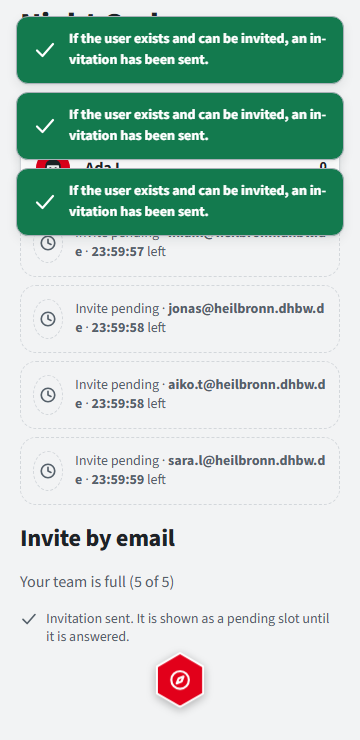 If the user exists and can be invited, an in-
vitation has been sent.
If the user exists and can be invited, an in-
vitation has been sent.
If the user exists and can be invited, an in-
vitation has been sent.
e · 23:59:57 left
Invite pending · jonas@heilbronn.dhbw.d
e · 23:59:58 left
Invite pending · aiko.t@heilbronn.dhbw.d
e · 23:59:58 left
Invite pending · sara.l@heilbronn.dhbw.d
e · 23:59:59 left
Invite by email
Your team is full (5 of 5)
Invitation sent. It is shown as a pending slot until
it is answered.